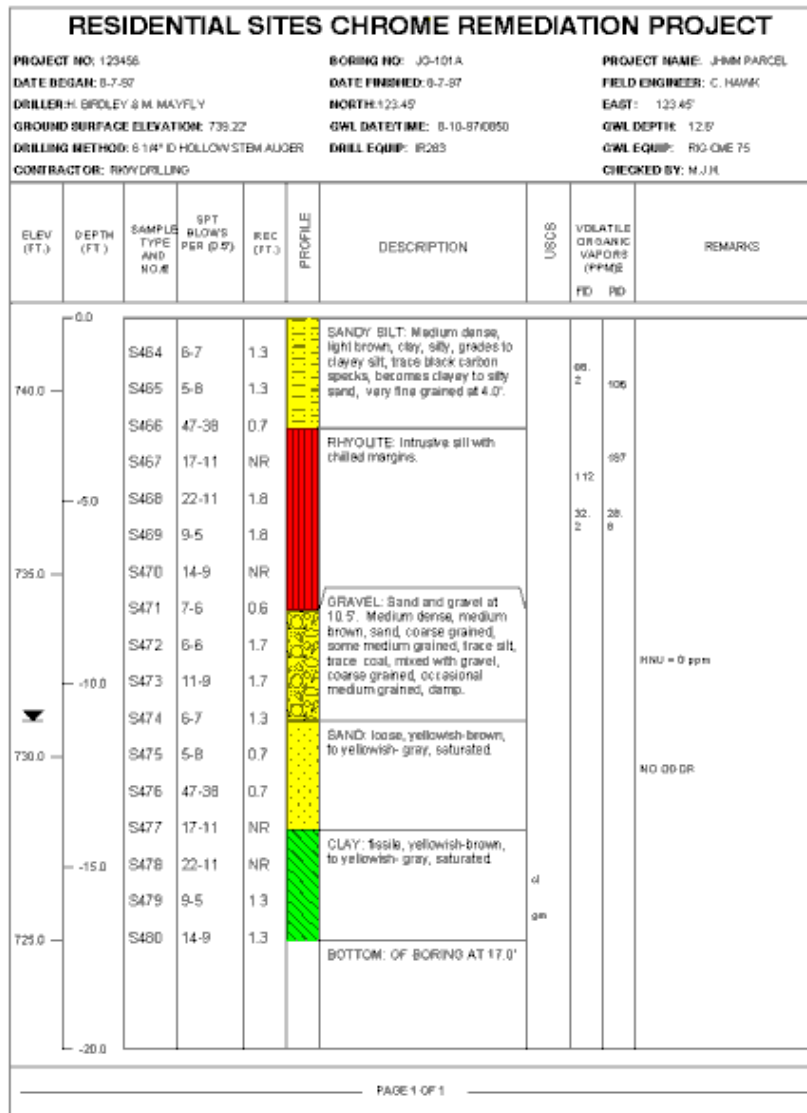 RESIDENTIAL SITES CHROME REMEDIATION PROJECT
PROJECT NO: 123456 BORING NO: JG-101A PROJECT NAME: JHMM PARCEL
DATE BEGAN: 8-7-97 DATE FINISHED: 8-7-97 FIELD ENGINEER: C. HAWK
DRILLER: H. BIRDLEY & M. MAYFLY NORTH: 123.45' EAST: 123.45'
GROUND SURFACE ELEVATION: 739.22' GWL DATE/TIME: 8-10-97/0850 GWL DEPTH: 12.8'
DRILLING METHOD: 6 1/4" ID HOLLOW STEM AUGER DRILL EQUIP: IR283 GWL EQUIP: RIG-CME 75
CONTRACTOR: DRILLING CHECKED BY: M.J.H.
ELEV (FT.)
DEPTH (FT)
SAMPLE TYPE AND NO.
SPT BLOWS PER (0.5')
REC (FT.)
PROFILE
DESCRIPTION
USCS
VOLATILE ORGANIC VAPORS (PPM)
FID PID
REMARKS
0.0
S464 6-7 1.3
740.0 S465 5-8 1.3
S466 47-38 0.7
S467 17-11 NR
-5.0 S468 22-11 1.8
S469 9-5 1.8
735.0 S470 14-9 NR
S471 7-6 0.6
S472 6-6 1.7
-10.0 S473 11-9 1.7
S474 6-7 1.3
730.0 S475 5-8 0.7
S476 47-38 0.7
S477 17-11 NR
-15.0 S478 22-11 NR
S479 9-5 1.3
725.0 S480 14-9 1.3
-20.0
SANDY SILT: Medium dense,
light brown, clay, silty, grades to
clayey silt, trace black carbon
specks, becomes clayey to silty
sand, very fine grained at 4.0'.
RHYOLITE: Intrusive sill with
chilled margins.
GRAVEL: Sand and gravel at
10.5'. Medium dense, medium
brown, sand, coarse grained,
some medium grained, trace silt,
trace coal, mixed with gravel,
coarse grained, occasional
medium grained, damp.
SAND: loose, yellowish-brown,
to yellowish- gray, saturated.
CLAY: fissile, yellowish-brown,
to yellowish- gray, saturated.
BOTTOM: OF BORING AT 17.0'
cl
gm
106
112
32.
2
28.
HNU = 0 ppm
NO ODOR
PAGE 1 OF 1